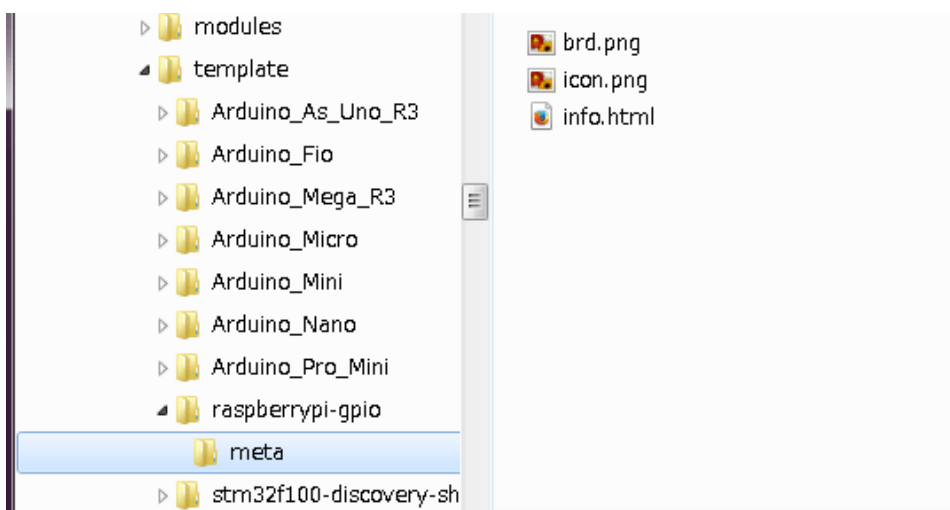 modules
template
Arduino_As_Uno_R3
Arduino_Fio
Arduino_Mega_R3
Arduino_Micro
Arduino_Mini
Arduino_Nano
Arduino_Pro_Mini
raspberrypi-gpio
meta
stm32f100-discovery-sh
brd.png
icon.png
info.html